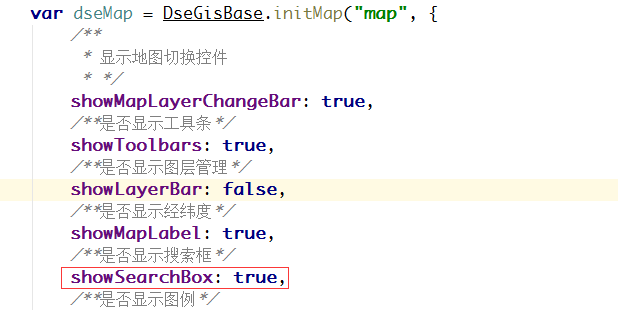 var dseMap = DseGisBase.initMap("map", {
/**
* 显示地图切换控件
* */
showMapLayerChangeBar: true,
/**是否显示工具条*/
showToolbars: true,
/**是否显示图层管理*/
showLayerBar: false,
/**是否显示经纬度*/
showMapLabel: true,
/**是否显示搜索框*/
showSearchBox: true,
/**是否显示图例*/